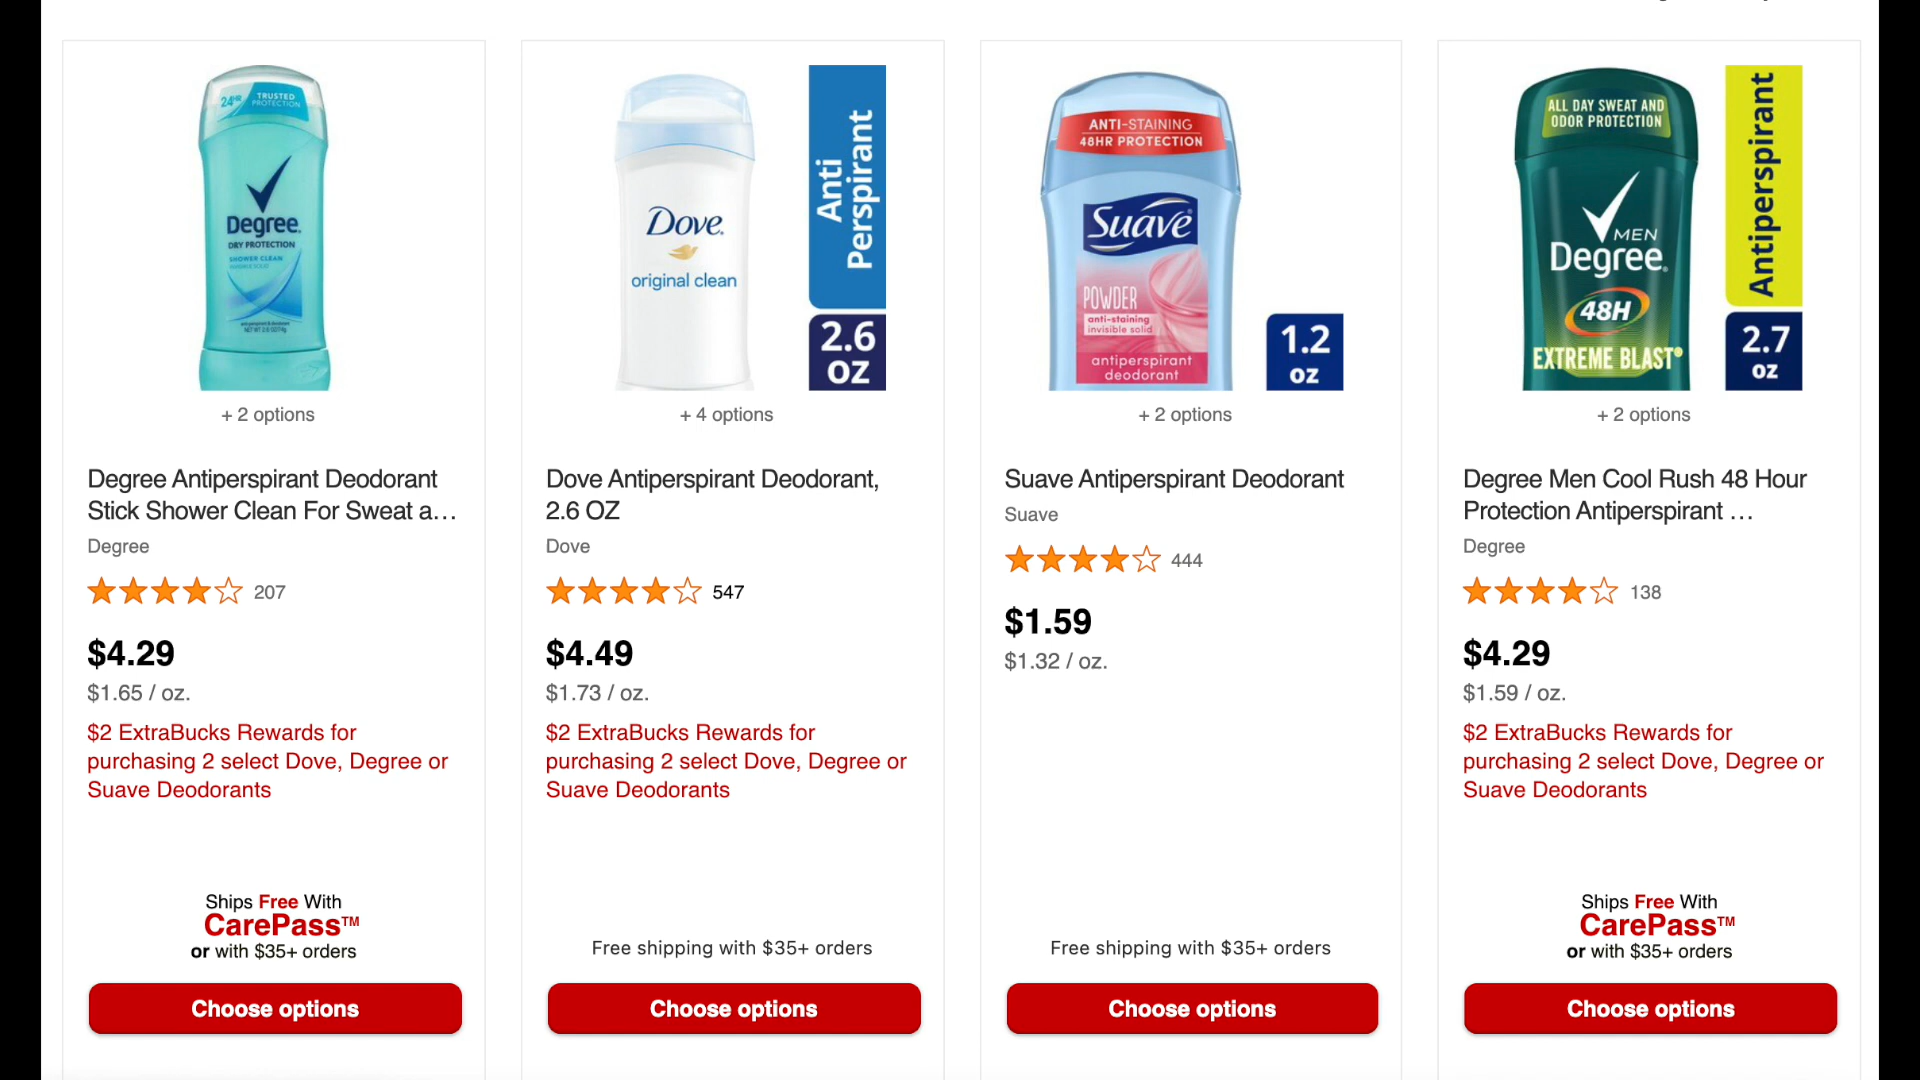 24HR TRUSTED
PROTECTION
Degree
DRY PROTECTION
SHOWER CLEAN
INVISIBLE SOLID
+ 2 options
Degree Antiperspirant Deodorant
Stick Shower Clean For Sweat a...
Degree
207
$4.29
$1.65 / oz.
$2 ExtraBucks Rewards for
purchasing 2 select Dove, Degree or
Suave Deodorants
Ships Free With
CarePass™
or with $35+ orders
Choose options
Dove
original clean
Anti
Perspirant
2.6
OZ
+ 4 options
Dove Antiperspirant Deodorant,
2.6 OZ
Dove
547
$4.49
$1.73 / oz.
$2 ExtraBucks Rewards for
purchasing 2 select Dove, Degree or
Suave Deodorants
Free shipping with $35+ orders
Choose options
ANTI-STAINING
48HR PROTECTION
Suave
POWDER
anti-staining
invisible solid
antiperspirant
deodorant
1.2
oz
+ 2 options
Suave Antiperspirant Deodorant
Suave
444
$1.59
$1.32 / oz.
Free shipping with $35+ orders
Choose options
ALL DAY SWEAT AND
ODOR PROTECTION
MEN
Degree
48H
EXTREME BLAST®
Antiperspirant
2.7
oz
+ 2 options
Degree Men Cool Rush 48 Hour
Protection Antiperspirant ...
Degree
138
$4.29
$1.59 / oz.
$2 ExtraBucks Rewards for
purchasing 2 select Dove, Degree or
Suave Deodorants
Ships Free With
CarePass™
or with $35+ orders
Choose options